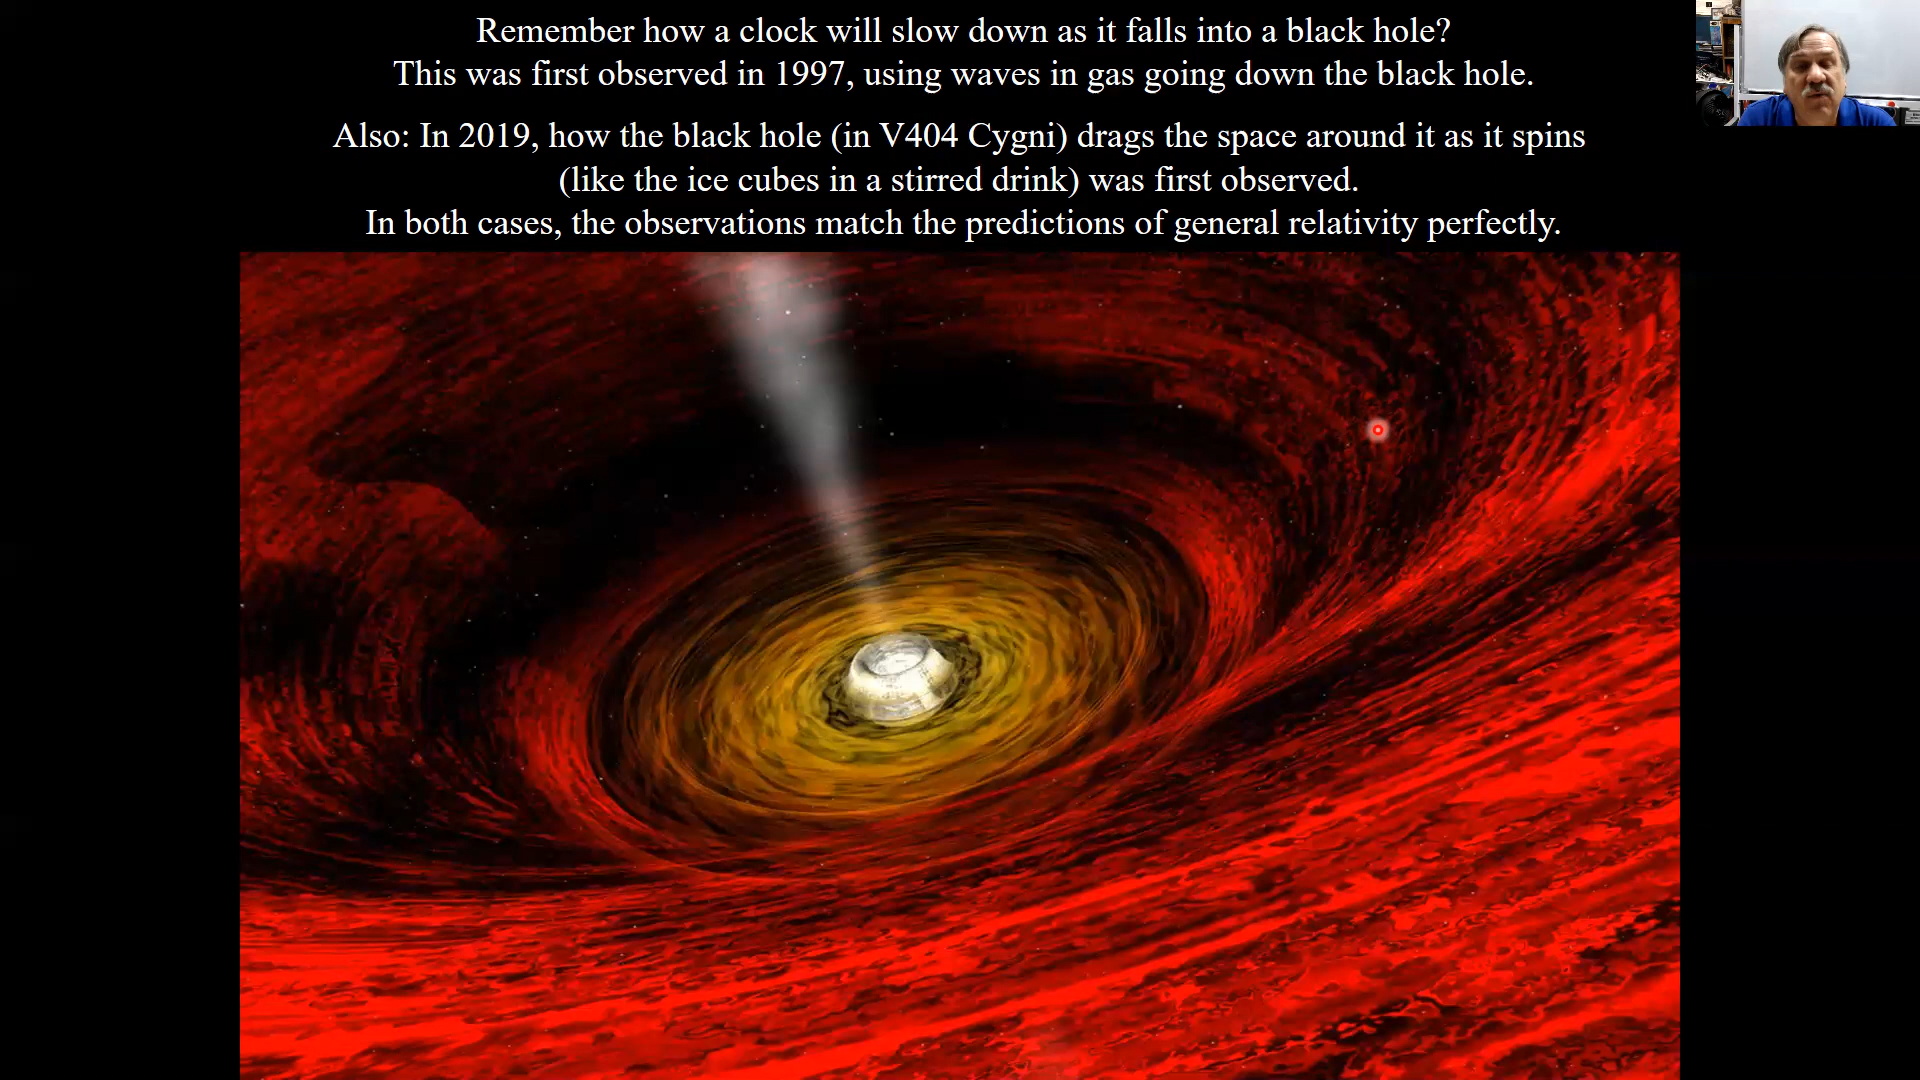 Remember how a clock will slow down as it falls into a black hole?
This was first observed in 1997, using waves in gas going down the black hole.
Also: In 2019, how the black hole (in V404 Cygni) drags the space around it as it spins
(like the ice cubes in a stirred drink) was first observed.
In both cases, the observations match the predictions of general relativity perfectly.